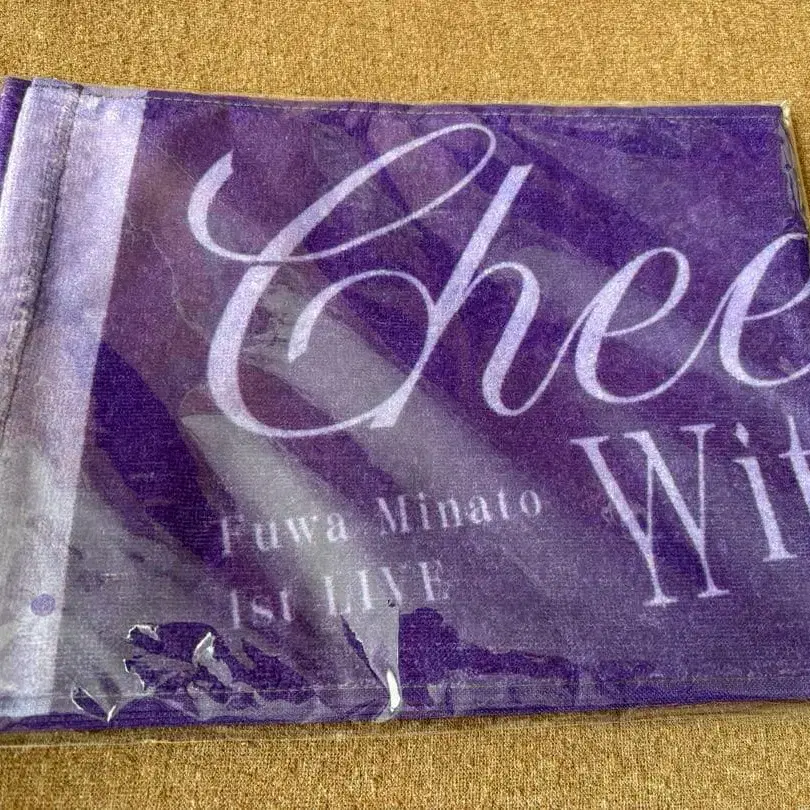 Chee
Wit
Fuwa Minato
1st LIVE